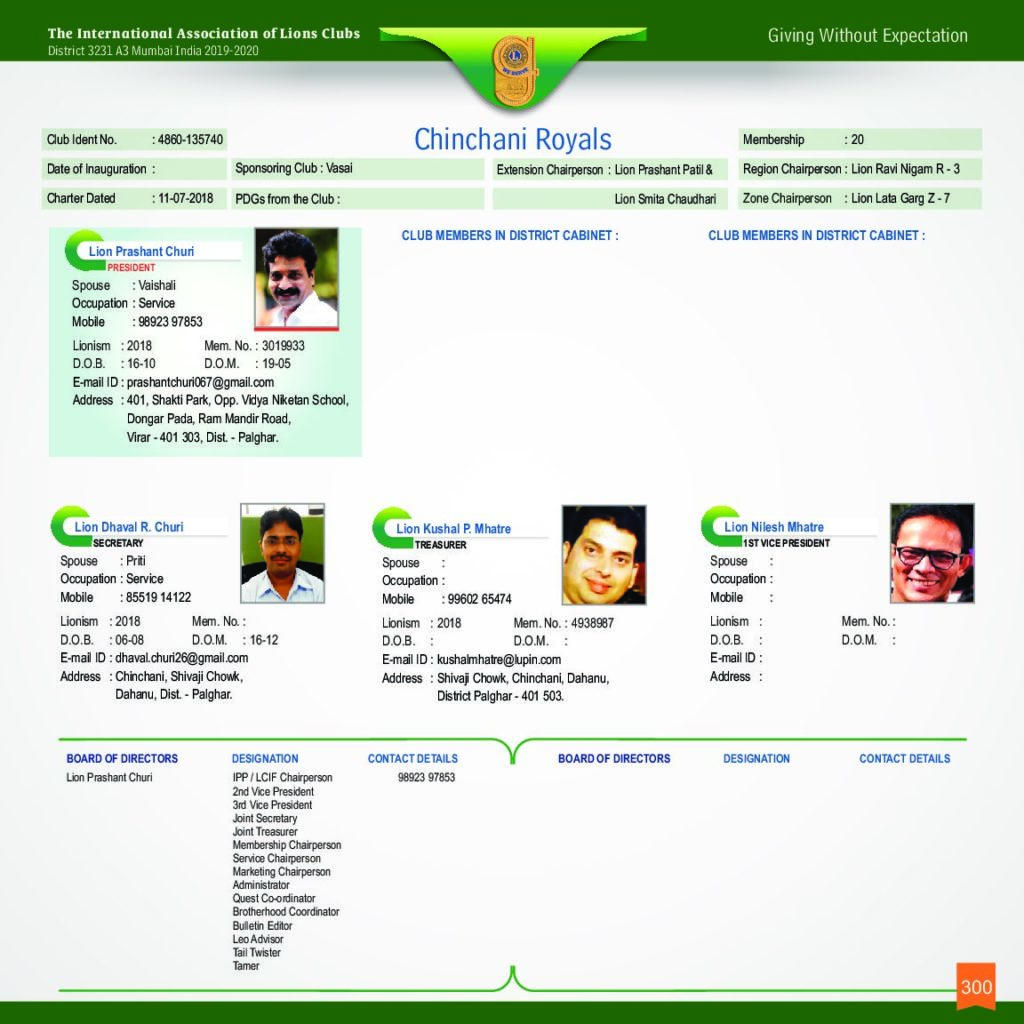 The International Association of Lions Clubs
District 3231 A3 Mumbai India 2019-2020
Giving Without Expectation
WE SERVE
Chinchani Royals
Club Ident No. : 4860-135740
Membership : 20
Date of Inauguration :
Sponsoring Club : Vasai
Extension Chairperson : Lion Prashant Patil &
Region Chairperson : Lion Ravi Nigam R - 3
Charter Dated : 11-07-2018
PDGs from the Club :
Lion Smita Chaudhari
Zone Chairperson : Lion Lata Garg Z - 7
Lion Prashant Churi
PRESIDENT
Spouse : Vaishali
Occupation : Service
Mobile : 98923 97853
Lionism : 2018 Mem. No. : 3019933
D.O.B. : 16-10 D.O.M. : 19-05
E-mail ID : prashantchuri067@gmail.com
Address : 401, Shakti Park, Opp. Vidya Niketan School,
Dongar Pada, Ram Mandir Road,
Virar - 401 303, Dist. - Palghar.
CLUB MEMBERS IN DISTRICT CABINET :
CLUB MEMBERS IN DISTRICT CABINET :
Lion Dhaval R. Churi
SECRETARY
Spouse : Priti
Occupation : Service
Mobile : 85519 14122
Lionism : 2018 Mem. No. :
D.O.B. : 06-08 D.O.M. : 16-12
E-mail ID : dhaval.churi26@gmail.com
Address : Chinchani, Shivaji Chowk,
Dahanu, Dist. - Palghar.
Lion Kushal P. Mhatre
TREASURER
Spouse :
Occupation :
Mobile : 99602 65474
Lionism : 2018 Mem. No. : 4938987
D.O.B. : D.O.M. :
E-mail ID : kushalmhatre@lupin.com
Address : Shivaji Chowk, Chinchani, Dahanu,
District Palghar - 401 503.
Lion Nilesh Mhatre
1ST VICE PRESIDENT
Spouse :
Occupation :
Mobile :
Lionism : Mem. No. :
D.O.B. : D.O.M. :
E-mail ID :
Address :
BOARD OF DIRECTORS DESIGNATION CONTACT DETAILS
Lion Prashant Churi IPP / LCIF Chairperson 98923 97853
2nd Vice President
3rd Vice President
Joint Secretary
Joint Treasurer
Membership Chairperson
Service Chairperson
Marketing Chairperson
Administrator
Quest Co-ordinator
Brotherhood Coordinator
Bulletin Editor
Leo Advisor
Tail Twister
Tamer
BOARD OF DIRECTORS DESIGNATION CONTACT DETAILS
300